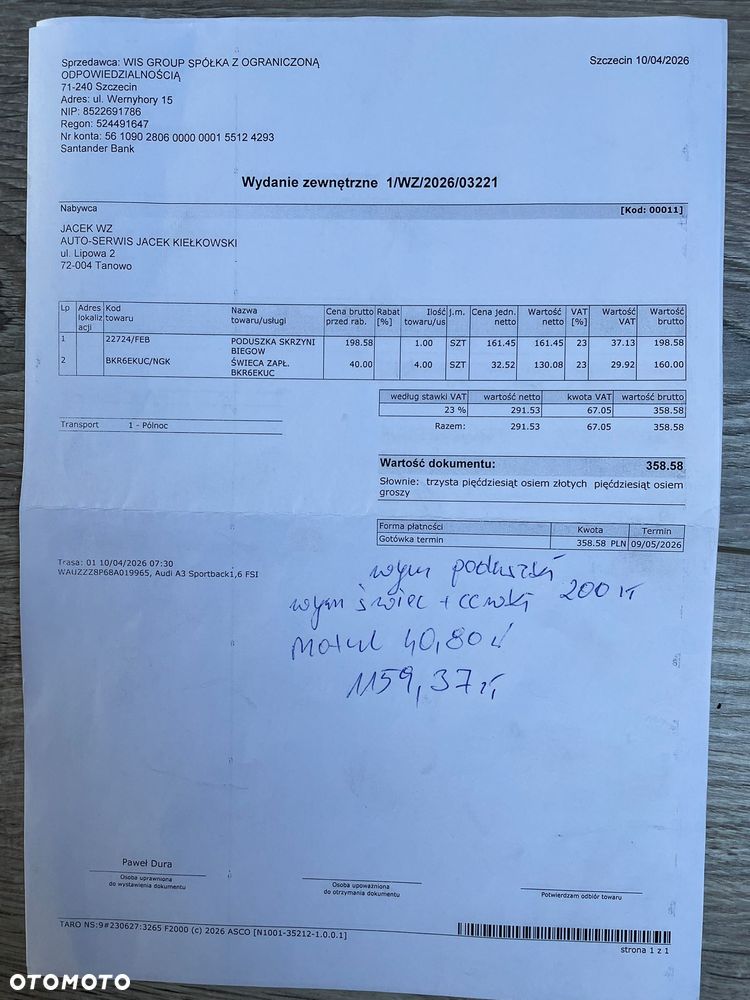 Sprzedawca: WIS GROUP SPÓŁKA Z OGRANICZONĄ
ODPOWIEDZIALNOŚCIĄ
71-240 Szczecin
Adres: ul. Wernyhory 15
NIP: 8522691786
Regon: 524491647
Nr konta: 56 1090 2806 0000 0001 5512 4293
Santander Bank
Szczecin 10/04/2026
Wydanie zewnętrzne 1/WZ/2026/03221
Nabywca [Kod: 00011]
JACEK WZ
AUTO-SERWIS JACEK KIEŁKOWSKI
ul. Lipowa 2
72-004 Tanowo
Lp Adres lokaliz acji Kod towaru Nazwa towaru/usługi Cena brutto przed rab. Rabat [%] Ilość towaru/us j.m. Cena jedn. netto Wartość netto VAT [%] Wartość VAT Wartość brutto
1 22724/FEB PODUSZKA SKRZYNI BIEGOW 198.58 1.00 SZT 161.45 161.45 23 37.13 198.58
2 BKR6EKUC/NGK ŚWIECA ZAPŁ. BKR6EKUC 40.00 4.00 SZT 32.52 130.08 23 29.92 160.00
według stawki VAT wartość netto kwota VAT wartość brutto
23 % 291.53 67.05 358.58
Razem: 291.53 67.05 358.58
Transport 1 - Północ
Wartość dokumentu: 358.58
Słownie: trzysta pięćdziesiąt osiem złotych pięćdziesiąt osiem
groszy
Forma płatności Kwota Termin
Gotówka termin 358.58 PLN 09/05/2026
Trasa: 01 10/04/2026 07:30
WAUZZZ8P68A019965, Audi A3 Sportback1,6 FSI
wym poduszki
wym świec + cewki 200 zł
Motul 40,80 zł
1159,37 zł
Paweł Dura
Osoba uprawniona
do wystawienia dokumentu
Osoba upoważniona
do otrzymania dokumentu
Potwierdzam odbiór towaru
TARO NS:9#230627:3265 F2000 (c) 2026 ASCO [N1001-35212-1.0.0.1]
strona 1 z 1
OTOMOTO